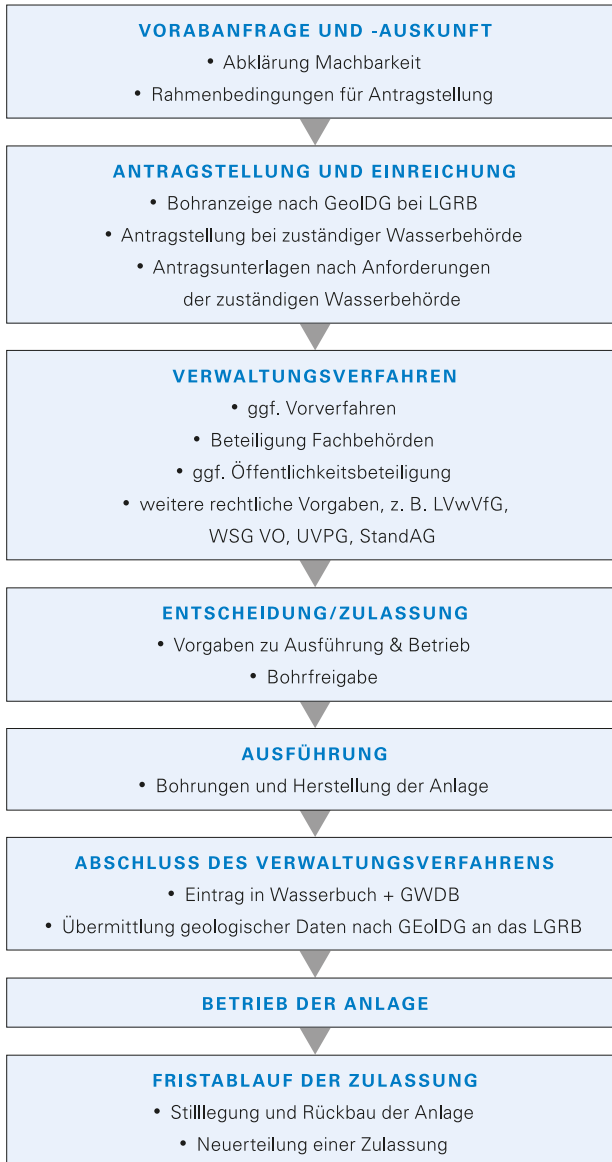 VORABANFRAGE UND -AUSKUNFT
• Abklärung Machbarkeit
• Rahmenbedingungen für Antragstellung
ANTRAGSTELLUNG UND EINREICHUNG
• Bohranzeige nach GeolDG bei LGRB
• Antragstellung bei zuständiger Wasserbehörde
• Antragsunterlagen nach Anforderungen
der zuständigen Wasserbehörde
VERWALTUNGSVERFAHREN
• ggf. Vorverfahren
• Beteiligung Fachbehörden
• ggf. Öffentlichkeitsbeteiligung
• weitere rechtliche Vorgaben, z. B. LVwVfG,
WSG VO, UVPG, StandAG
ENTSCHEIDUNG/ZULASSUNG
• Vorgaben zu Ausführung & Betrieb
• Bohrfreigabe
AUSFÜHRUNG
• Bohrungen und Herstellung der Anlage
ABSCHLUSS DES VERWALTUNGSVERFAHRENS
• Eintrag in Wasserbuch + GWDB
• Übermittlung geologischer Daten nach GEolDG an das LGRB
BETRIEB DER ANLAGE
FRISTABLAUF DER ZULASSUNG
• Stilllegung und Rückbau der Anlage
• Neuerteilung einer Zulassung